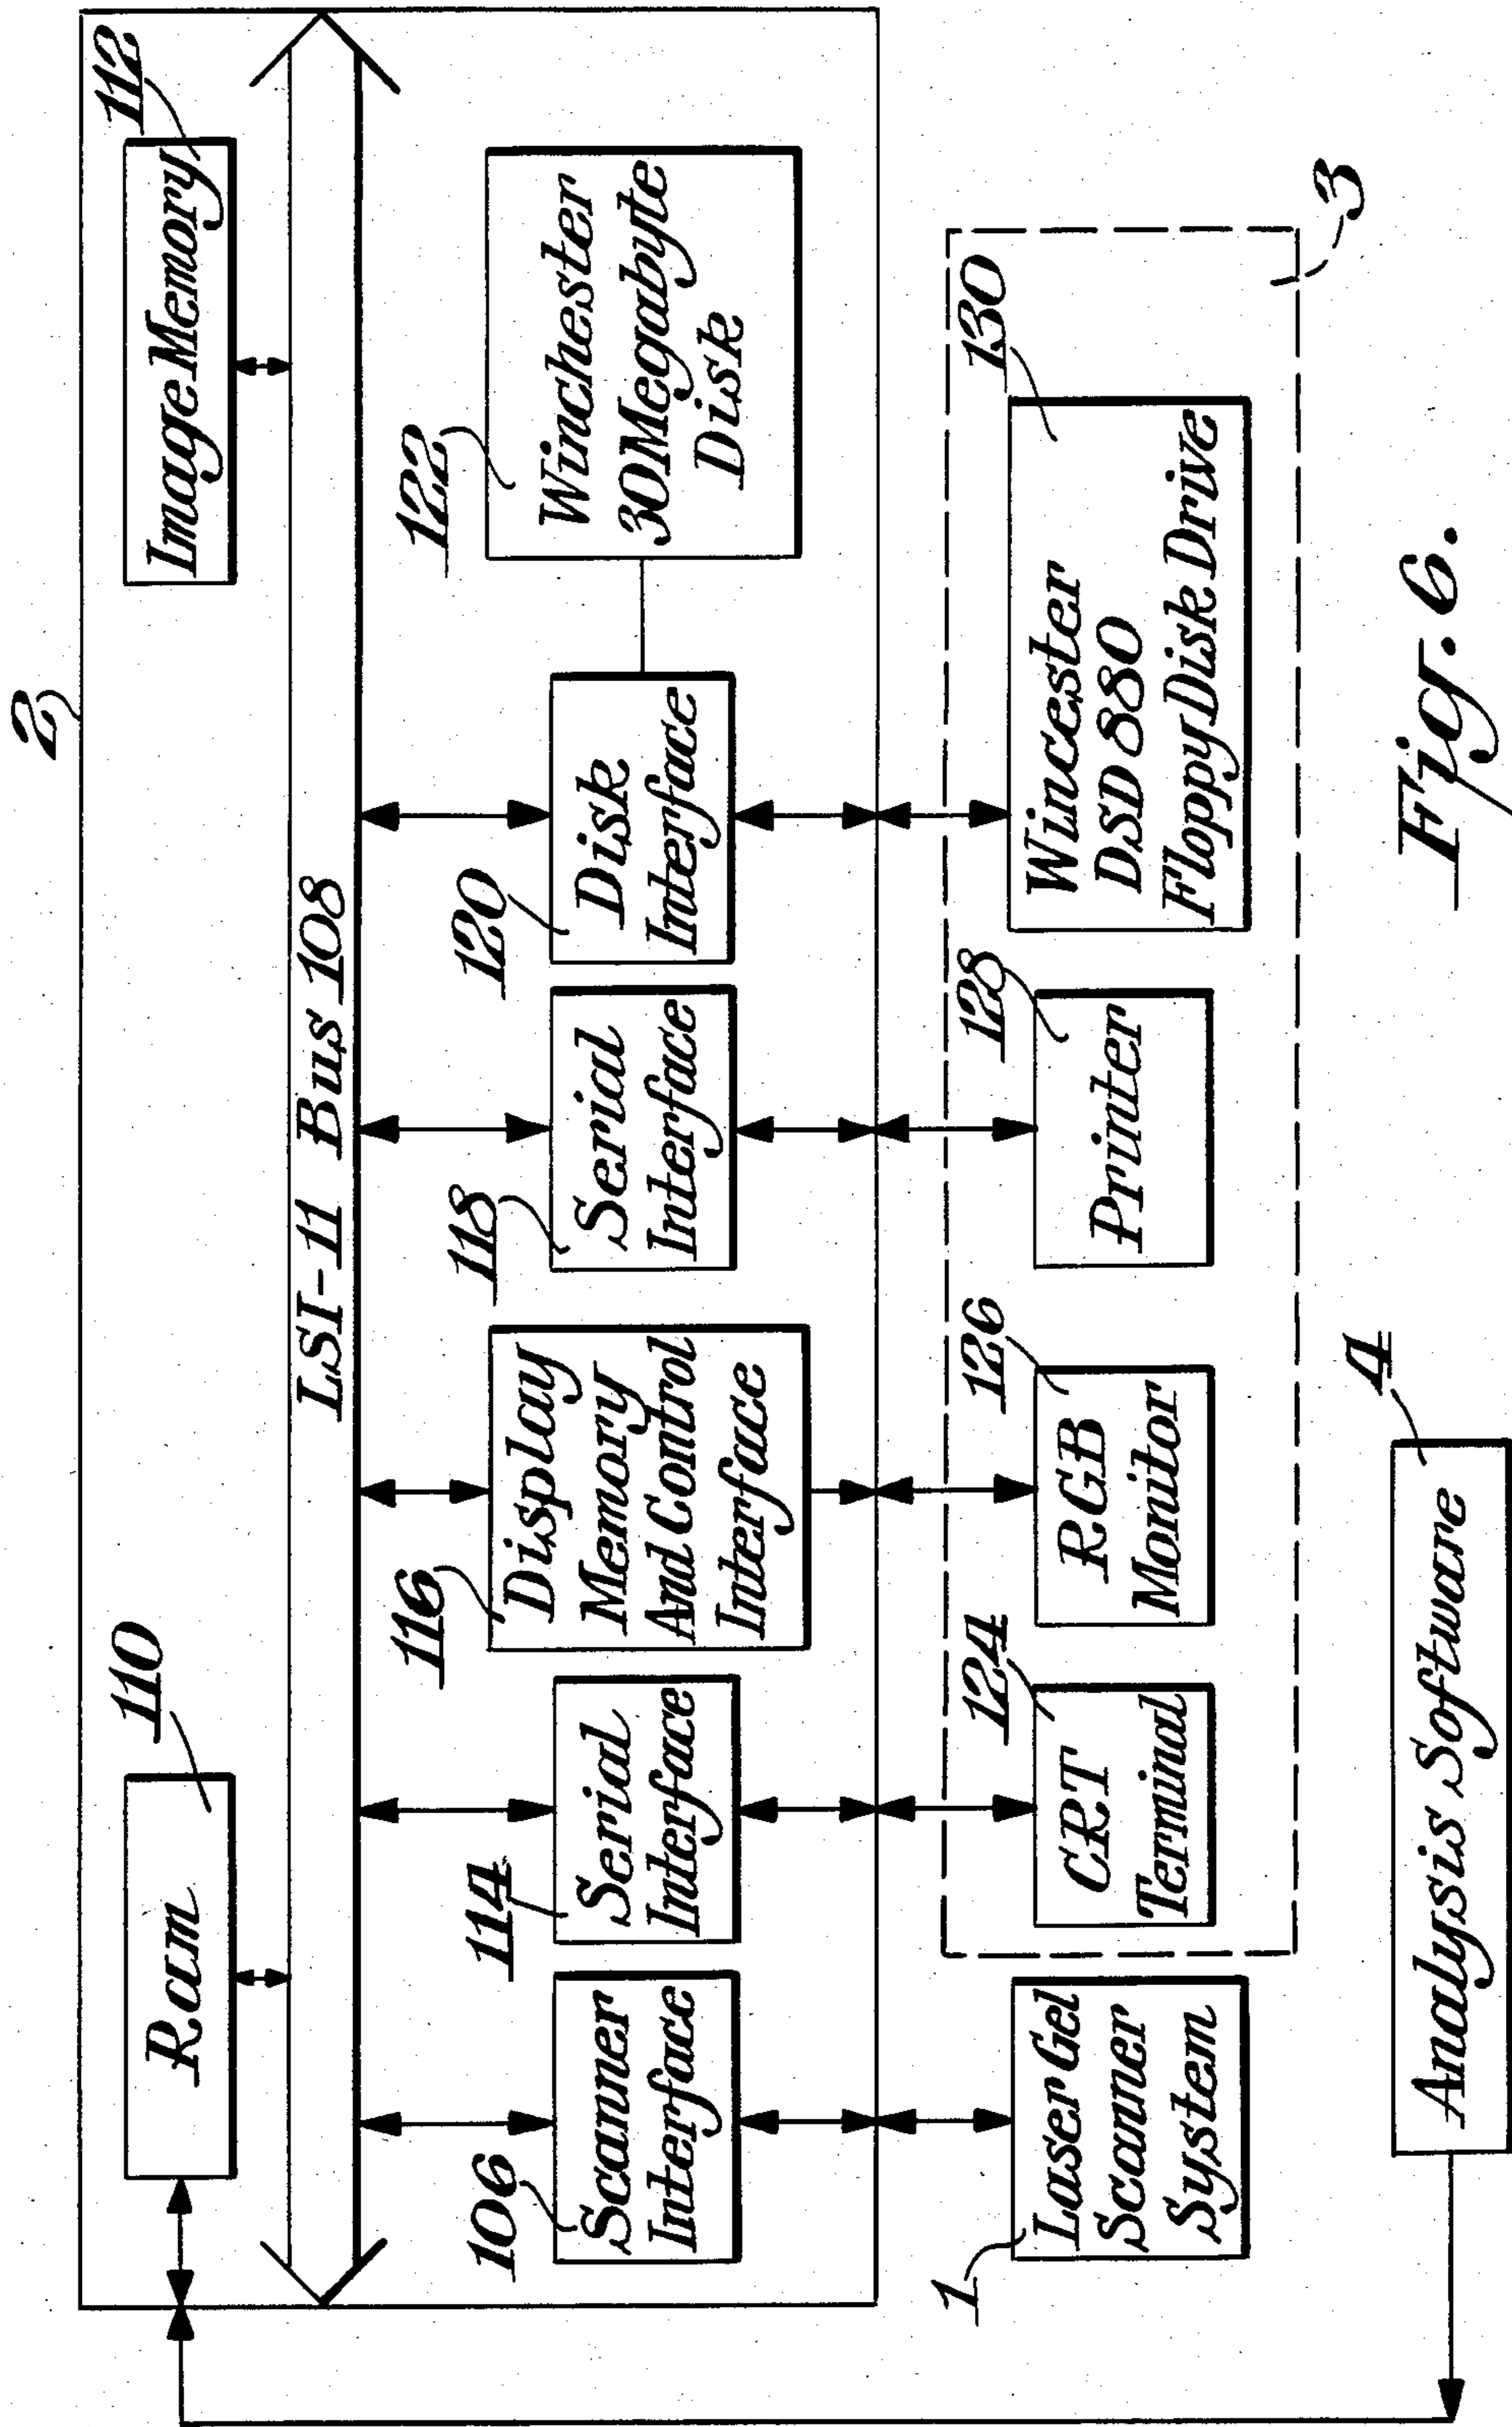 2
Ram
110
Image Memory
112
LSI-11 Bus 108
106
Scanner
Interface
114
Serial
Interface
116
Display
Memory
And Control
Interface
118
Serial
Interface
120
Disk
Interface
122
Winchester
30 Megabyte
Disk
1
Laser Gel
Scanner
System
124
CRT
Terminal
126
RGB
Monitor
128
Printer
130
Wincester
DSD 880
Floppy Disk Drive
3
Analysis Software
4
Fig. 6.